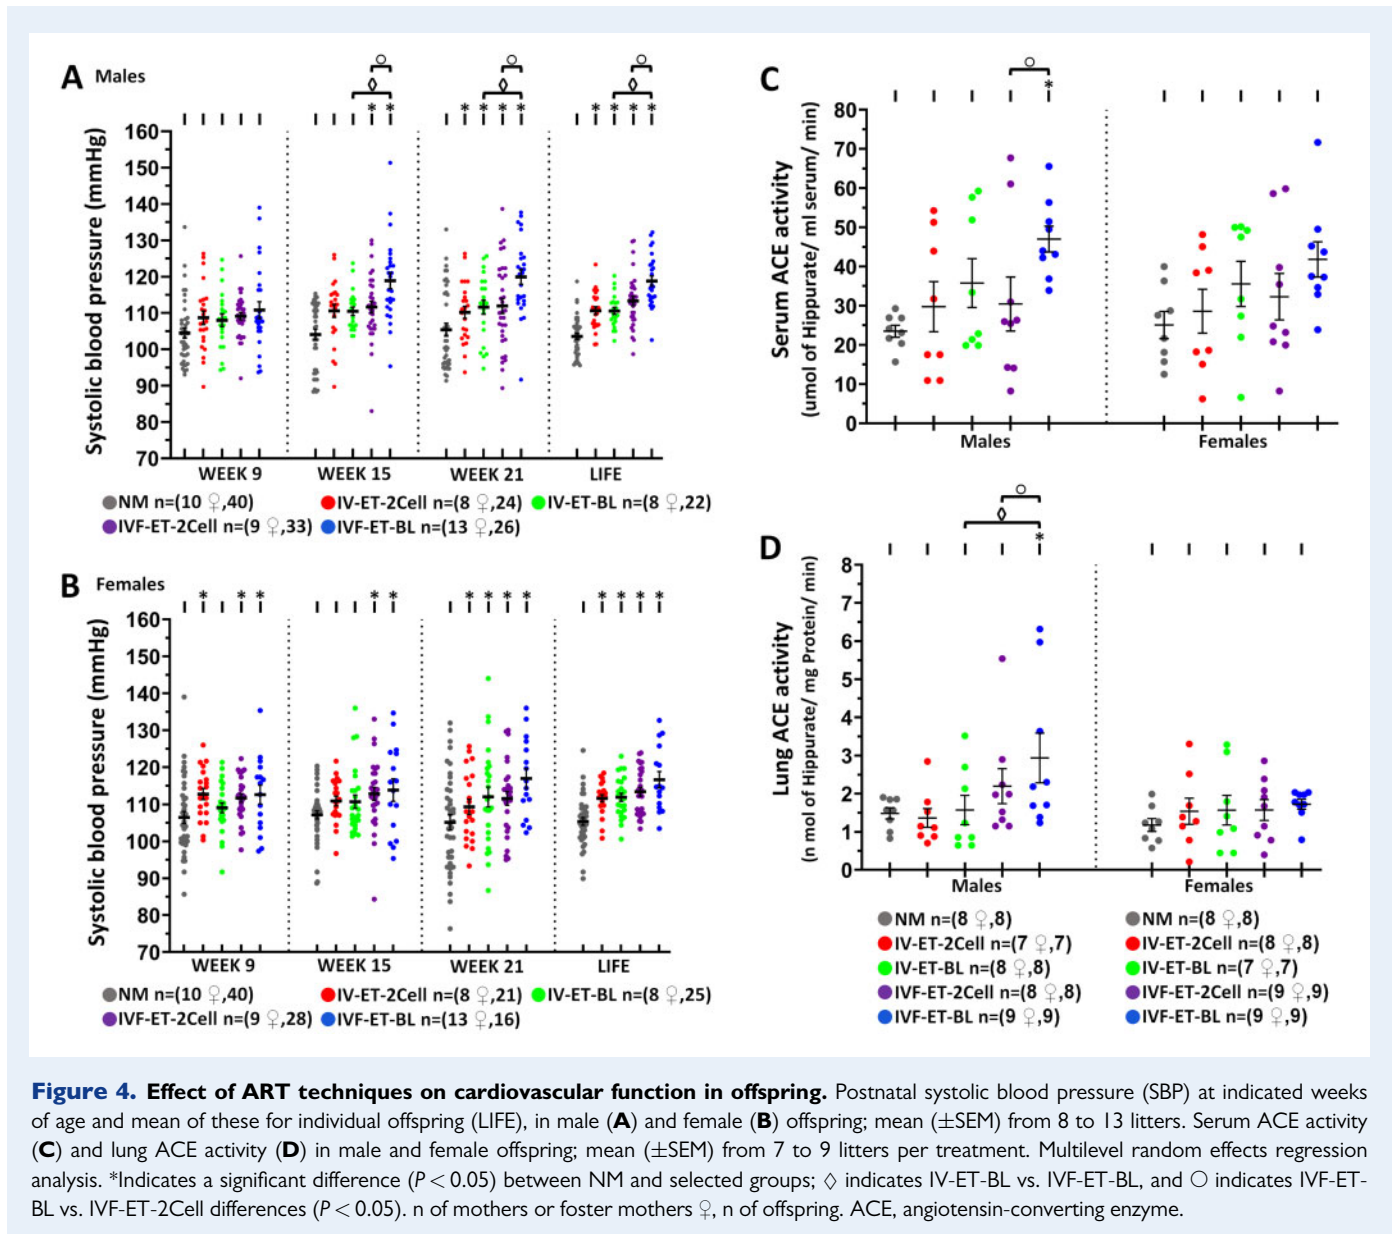 A Males
Systolic blood pressure (mmHg)
160
150
140
130
120
110
100
90
80
70
WEEK 9 WEEK 15 WEEK 21 LIFE
NM n=(10 ♀,40) IV-ET-2Cell n=(8 ♀,24) IV-ET-BL n=(8 ♀,22)
IVF-ET-2Cell n=(9 ♀,33) IVF-ET-BL n=(13 ♀,26)
B Females
Systolic blood pressure (mmHg)
160
150
140
130
120
110
100
90
80
70
WEEK 9 WEEK 15 WEEK 21 LIFE
NM n=(10 ♀,40) IV-ET-2Cell n=(8 ♀,21) IV-ET-BL n=(8 ♀,25)
IVF-ET-2Cell n=(9 ♀,28) IVF-ET-BL n=(13 ♀,16)
C
Serum ACE activity
(umol of Hippurate/ ml serum/ min)
80
70
60
50
40
30
20
10
0
Males Females
D
Lung ACE activity
(n mol of Hippurate/ mg Protein/ min)
8
7
6
5
4
3
2
1
0
Males Females
NM n=(8 ♀,8) NM n=(8 ♀,8)
IV-ET-2Cell n=(7 ♀,7) IV-ET-2Cell n=(8 ♀,8)
IV-ET-BL n=(8 ♀,8) IV-ET-BL n=(7 ♀,7)
IVF-ET-2Cell n=(8 ♀,8) IVF-ET-2Cell n=(9 ♀,9)
IVF-ET-BL n=(9 ♀,9) IVF-ET-BL n=(9 ♀,9)
Figure 4. Effect of ART techniques on cardiovascular function in offspring. Postnatal systolic blood pressure (SBP) at indicated weeks
of age and mean of these for individual offspring (LIFE), in male (A) and female (B) offspring; mean (±SEM) from 8 to 13 litters. Serum ACE activity
(C) and lung ACE activity (D) in male and female offspring; mean (±SEM) from 7 to 9 litters per treatment. Multilevel random effects regression
analysis. *Indicates a significant difference (P < 0.05) between NM and selected groups; ◊ indicates IV-ET-BL vs. IVF-ET-BL, and ○ indicates IVF-ET-
BL vs. IVF-ET-2Cell differences (P < 0.05). n of mothers or foster mothers ♀, n of offspring. ACE, angiotensin-converting enzyme.